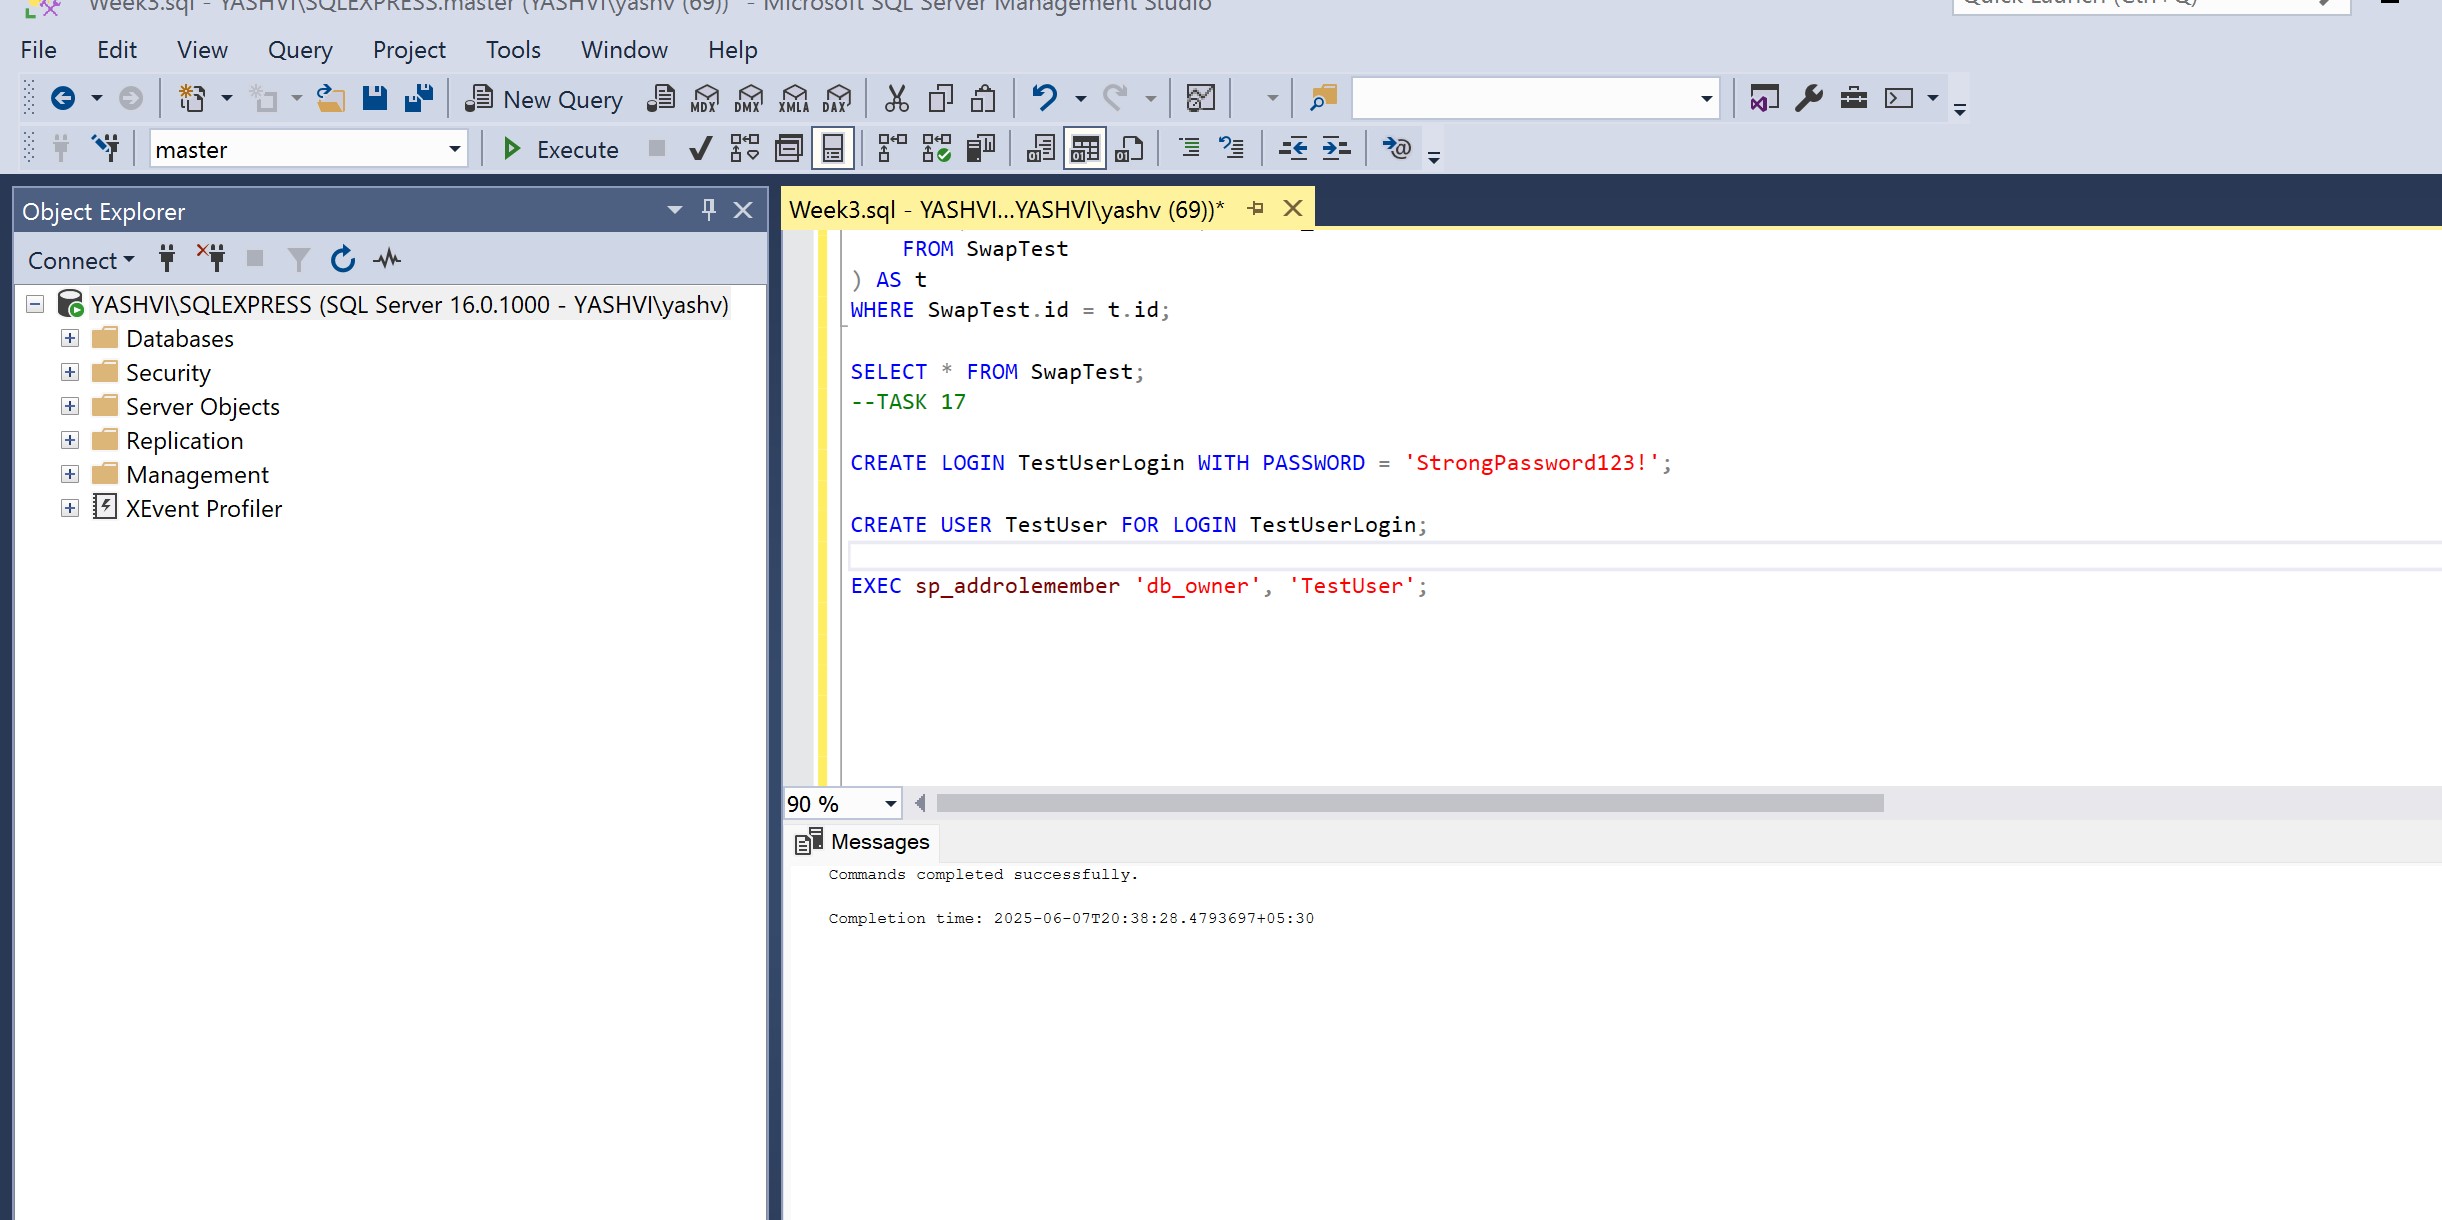 Week3.sql - YASHVI\SQLEXPRESS.master (YASHVI\yashv (69))* - Microsoft SQL Server Management Studio
Quick Launch (Ctrl+Q)
File Edit View Query Project Tools Window Help
New Query MDX DMX XMLA DAX
master Execute
Object Explorer
Connect
YASHVI\SQLEXPRESS (SQL Server 16.0.1000 - YASHVI\yashv)
Databases
Security
Server Objects
Replication
Management
XEvent Profiler
Week3.sql - YASHVI...YASHVI\yashv (69))*
FROM SwapTest
) AS t
WHERE SwapTest.id = t.id;
SELECT * FROM SwapTest;
--TASK 17
CREATE LOGIN TestUserLogin WITH PASSWORD = 'StrongPassword123!';
CREATE USER TestUser FOR LOGIN TestUserLogin;
EXEC sp_addrolemember 'db_owner', 'TestUser';
90 %
Messages
Commands completed successfully.
Completion time: 2025-06-07T20:38:28.4793697+05:30